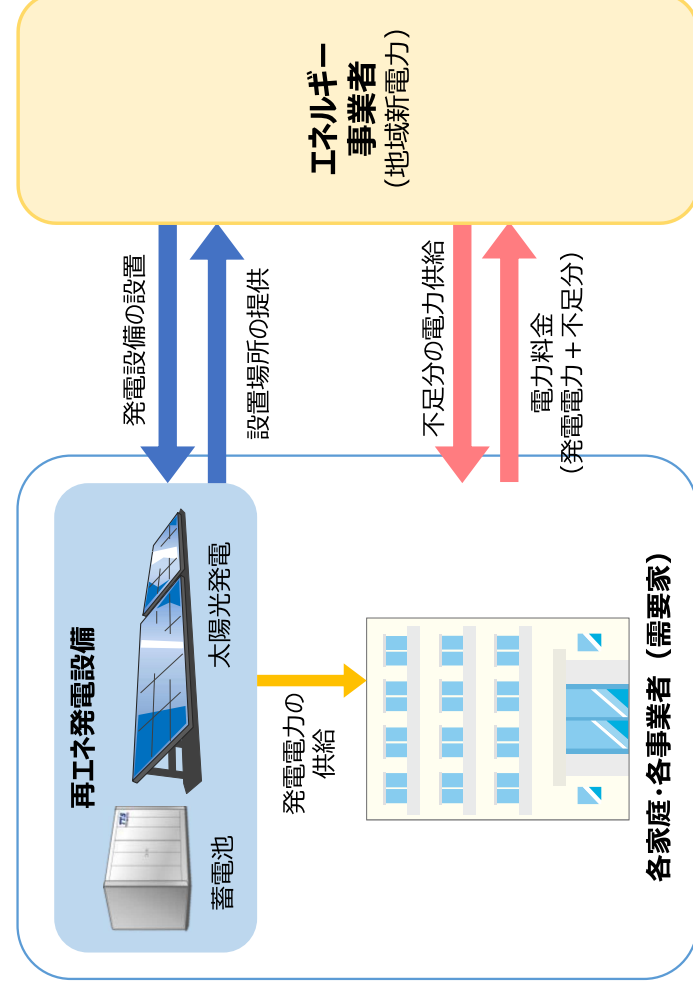 再エネ発電設備
蓄電池
太陽光発電
発電電力の
供給
各家庭・各事業者（需要家）
発電設備の設置
設置場所の提供
不足分の電力供給
電力料金
(発電電力＋不足分)
エネルギー
事業者
(地域新電力)